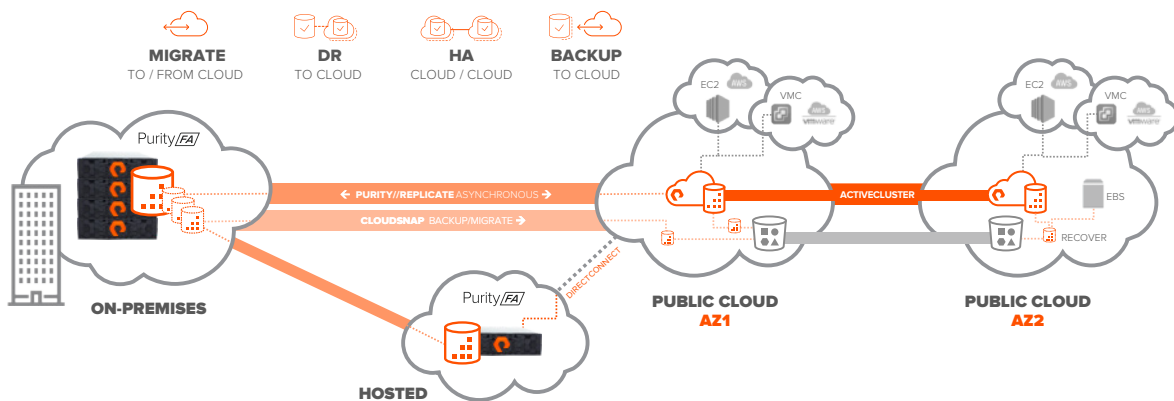 MIGRATE
TO / FROM CLOUD
DR
TO CLOUD
HA
CLOUD / CLOUD
BACKUP
TO CLOUD
EC2
AWS
VMC
AWS
vmware
EC2
AWS
VMC
AWS
vmware
Purity//FA
← PURITY//REPLICATE ASYNCHRONOUS →
CLOUDSNAP BACKUP/MIGRATE →
ACTIVECLUSTER
EBS
RECOVER
DIRECT CONNECT
ON-PREMISES
Purity//FA
HOSTED
PUBLIC CLOUD
AZ1
PUBLIC CLOUD
AZ2